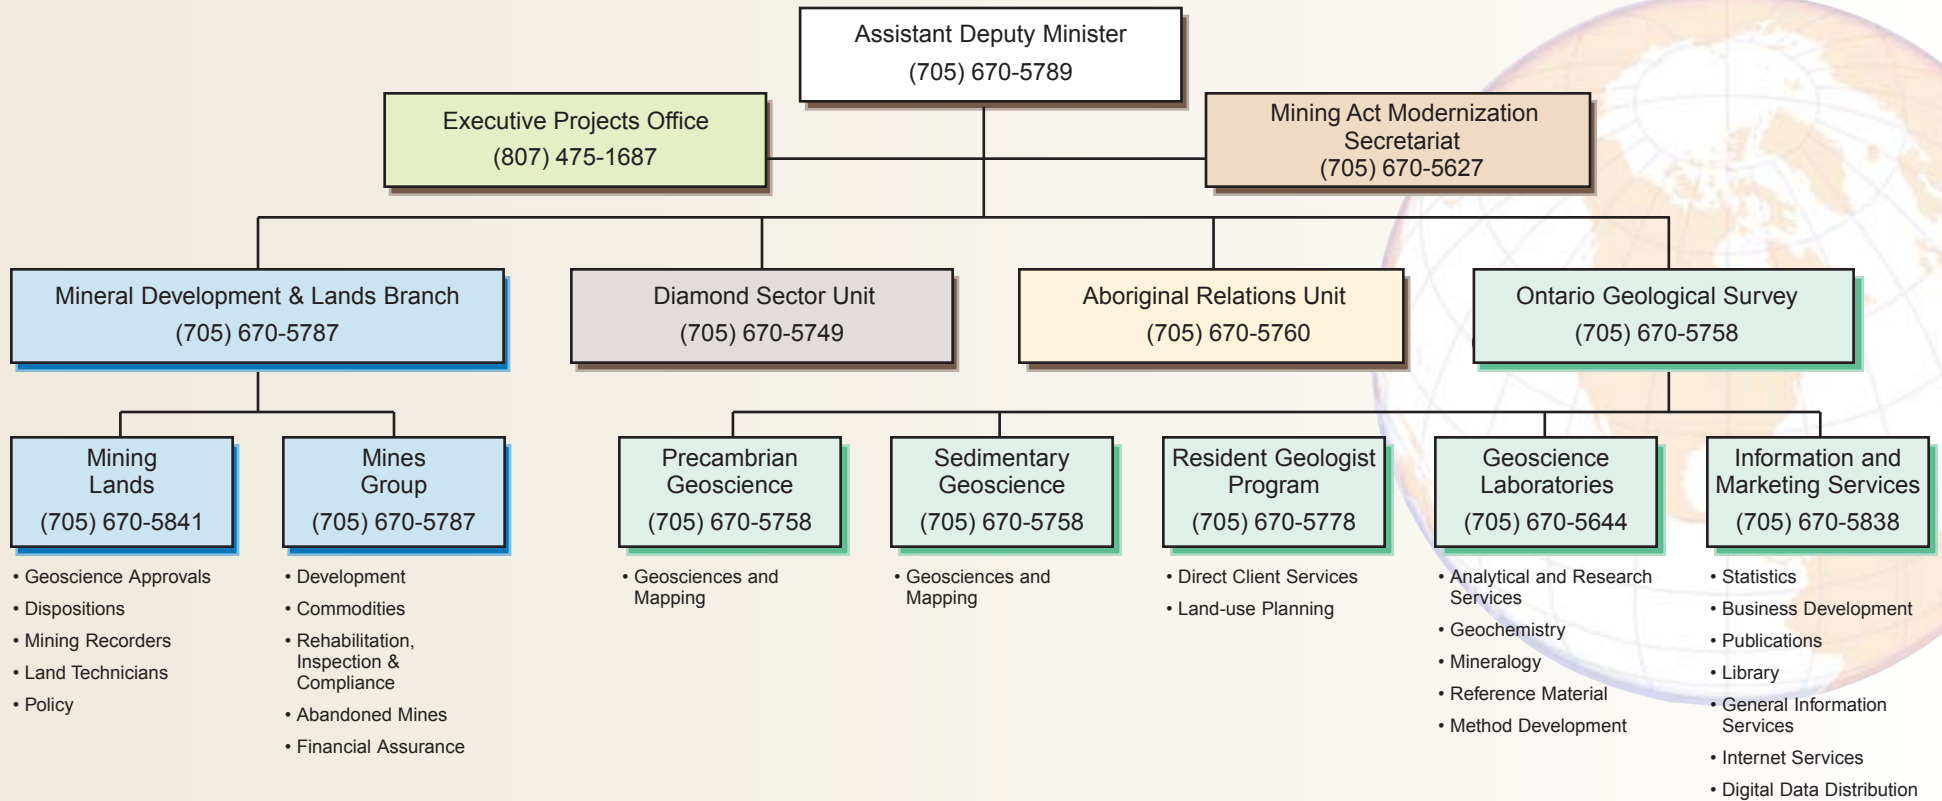 Assistant Deputy Minister
(705) 670-5789
Executive Projects Office
(807) 475-1687
Mining Act Modernization
Secretariat
(705) 670-5627
Mineral Development & Lands Branch
(705) 670-5787
Diamond Sector Unit
(705) 670-5749
Aboriginal Relations Unit
(705) 670-5760
Ontario Geological Survey
(705) 670-5758
Mining
Lands
(705) 670-5841
• Geoscience Approvals
• Dispositions
• Mining Recorders
• Land Technicians
• Policy
Mines
Group
(705) 670-5787
• Development
• Commodities
• Rehabilitation,
Inspection &
Compliance
• Abandoned Mines
• Financial Assurance
Precambrian
Geoscience
(705) 670-5758
• Geosciences and
Mapping
Sedimentary
Geoscience
(705) 670-5758
• Geosciences and
Mapping
Resident Geologist
Program
(705) 670-5778
• Direct Client Services
• Land-use Planning
Geoscience
Laboratories
(705) 670-5644
• Analytical and Research
Services
• Geochemistry
• Mineralogy
• Reference Material
• Method Development
Information and
Marketing Services
(705) 670-5838
• Statistics
• Business Development
• Publications
• Library
• General Information
Services
• Internet Services
• Digital Data Distribution